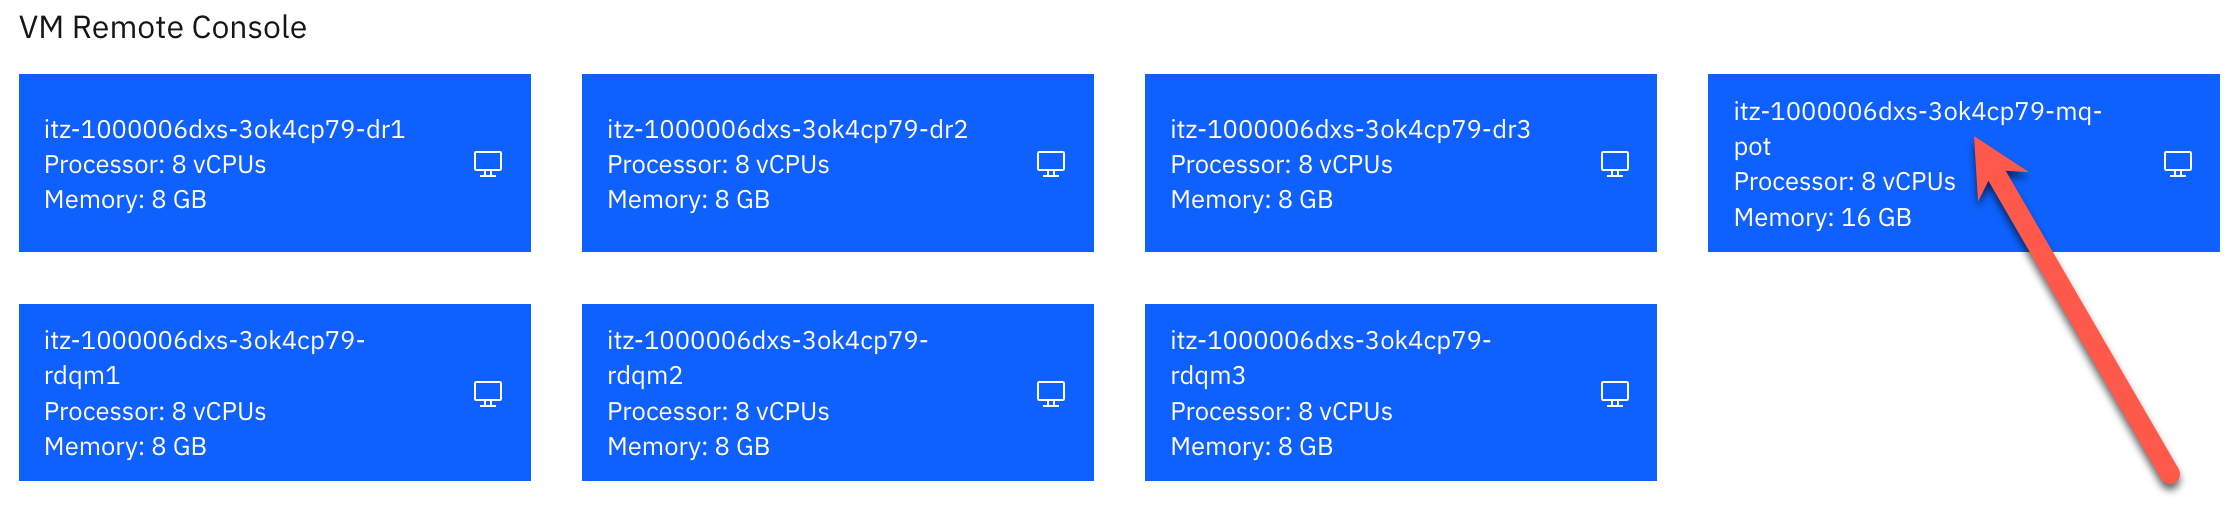 VM Remote Console
itz-1000006dxs-3ok4cp79-dr1
Processor: 8 vCPUs
Memory: 8 GB
itz-1000006dxs-3ok4cp79-dr2
Processor: 8 vCPUs
Memory: 8 GB
itz-1000006dxs-3ok4cp79-dr3
Processor: 8 vCPUs
Memory: 8 GB
itz-1000006dxs-3ok4cp79-mq-
pot
Processor: 8 vCPUs
Memory: 16 GB
itz-1000006dxs-3ok4cp79-
rdqm1
Processor: 8 vCPUs
Memory: 8 GB
itz-1000006dxs-3ok4cp79-
rdqm2
Processor: 8 vCPUs
Memory: 8 GB
itz-1000006dxs-3ok4cp79-
rdqm3
Processor: 8 vCPUs
Memory: 8 GB